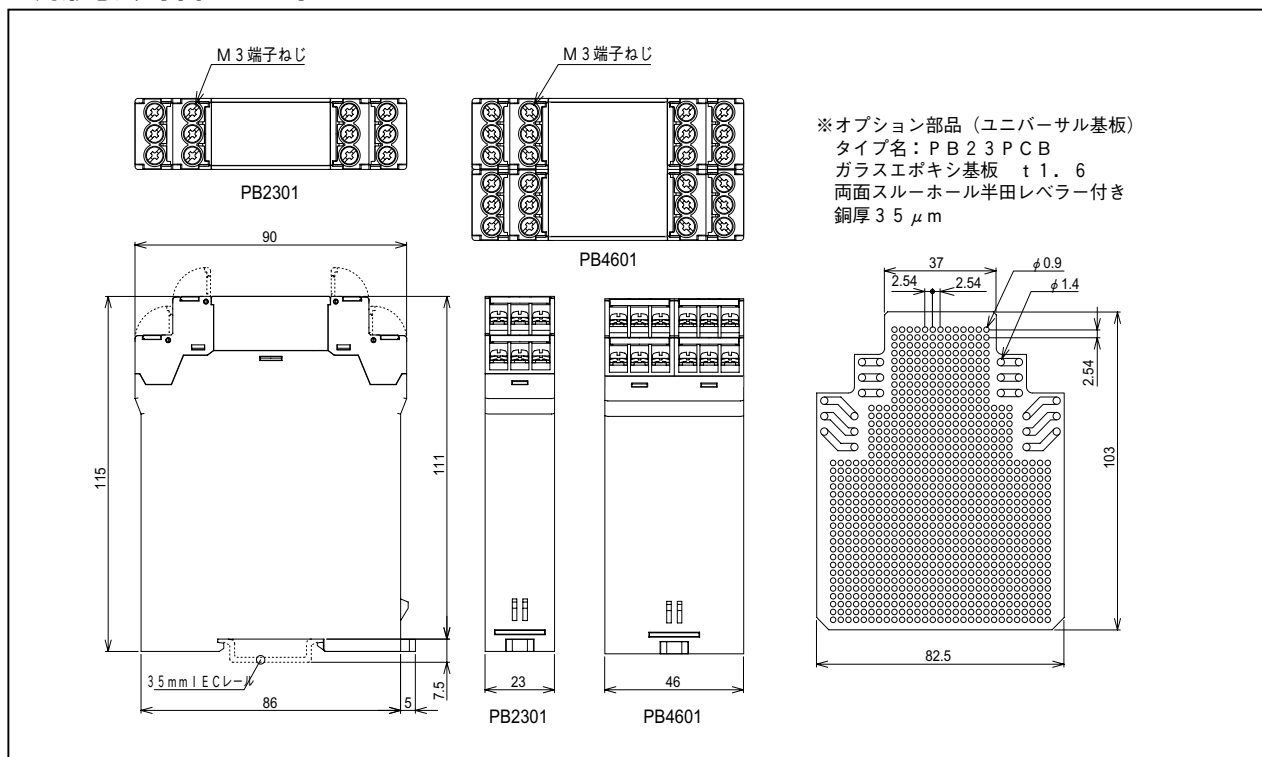 M3端子ねじ
M3端子ねじ
PB2301
PB4601
※オプション部品（ユニバーサル基板）
タイプ名：PB23PCB
ガラスエポキシ基板　t1．6
両面スルーホール半田レベラー付き
銅厚35μm
90
115
111
35mmIECレール
86
5
7.5
23
46
PB2301
PB4601
37
2.54
2.54
φ0.9
φ1.4
2.54
103
82.5